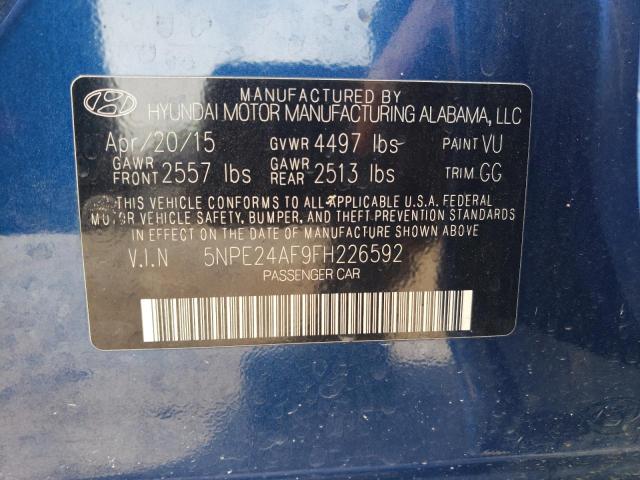 MANUFACTURED BY
HYUNDAI MOTOR MANUFACTURING ALABAMA, LLC
Apr/20/15 GVWR 4497 lbs PAINT VU
GAWR FRONT 2557 lbs GAWR REAR 2513 lbs TRIM GG
THIS VEHICLE CONFORMS TO ALL APPLICABLE U.S.A. FEDERAL
MOTOR VEHICLE SAFETY, BUMPER, AND THEFT PREVENTION STANDARDS
IN EFFECT ON THE DATE OF MANUFACTURE SHOWN ABOVE
V.I.N 5NPE24AF9FH226592
PASSENGER CAR